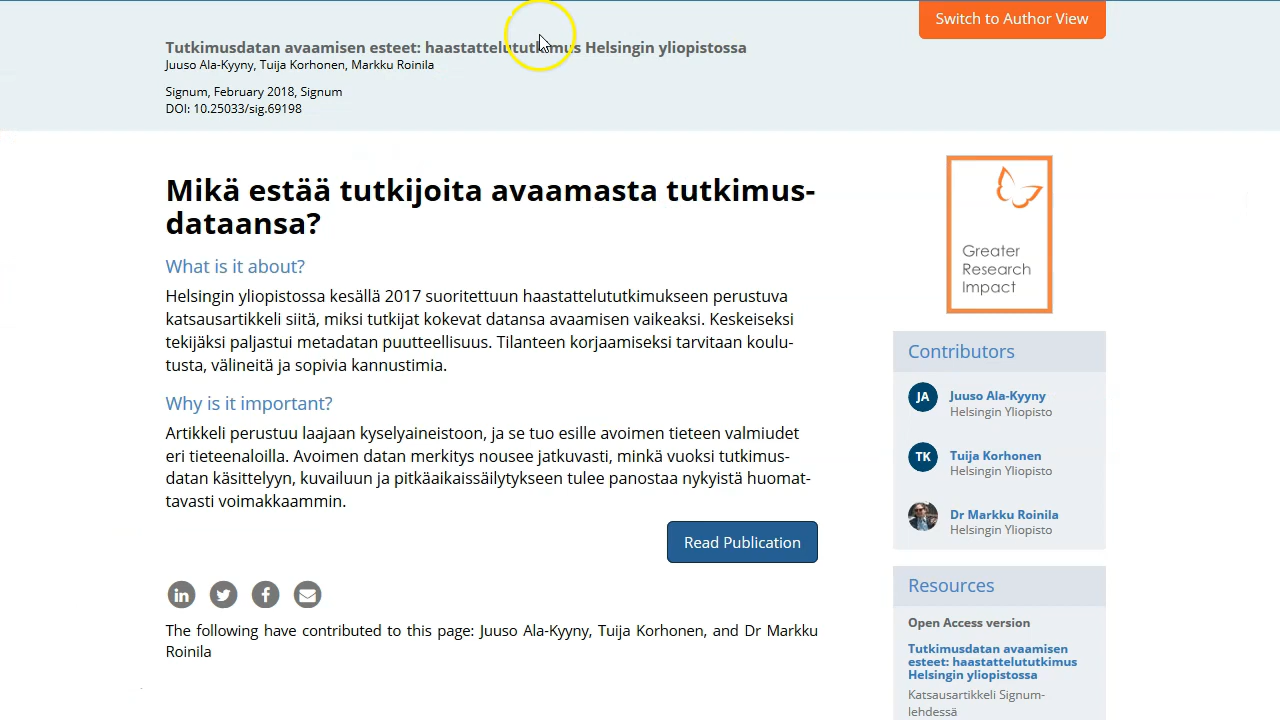 Switch to Author View
Tutkimusdatan avaamisen esteet: haastattelututkimus Helsingin yliopistossa
Juuso Ala-Kyyny, Tuija Korhonen, Markku Roinila
Signum, February 2018, Signum
DOI: 10.25033/sig.69198
Mikä estää tutkijoita avaamasta tutkimus-
dataansa?
What is it about?
Helsingin yliopistossa kesällä 2017 suoritettuun haastattelututkimukseen perustuva
katsausartikkeli siitä, miksi tutkijat kokevat datansa avaamisen vaikeaksi. Keskeiseksi
tekijäksi paljastui metadatan puutteellisuus. Tilanteen korjaamiseksi tarvitaan koulu-
tusta, välineitä ja sopivia kannustimia.
Why is it important?
Artikkeli perustuu laajaan kyselyaineistoon, ja se tuo esille avoimen tieteen valmiudet
eri tieteenaloilla. Avoimen datan merkitys nousee jatkuvasti, minkä vuoksi tutkimus-
datan käsittelyyn, kuvailuun ja pitkäaikaissäilytykseen tulee panostaa nykyistä huomat-
tavasti voimakkaammin.
Read Publication
The following have contributed to this page: Juuso Ala-Kyyny, Tuija Korhonen, and Dr Markku
Roinila
Greater
Research
Impact
Contributors
JA
Juuso Ala-Kyyny
Helsingin Yliopisto
TK
Tuija Korhonen
Helsingin Yliopisto
Dr Markku Roinila
Helsingin Yliopisto
Resources
Open Access version
Tutkimusdatan avaamisen
esteet: haastattelututkimus
Helsingin yliopistossa
Katsausartikkeli Signum-
lehdessä